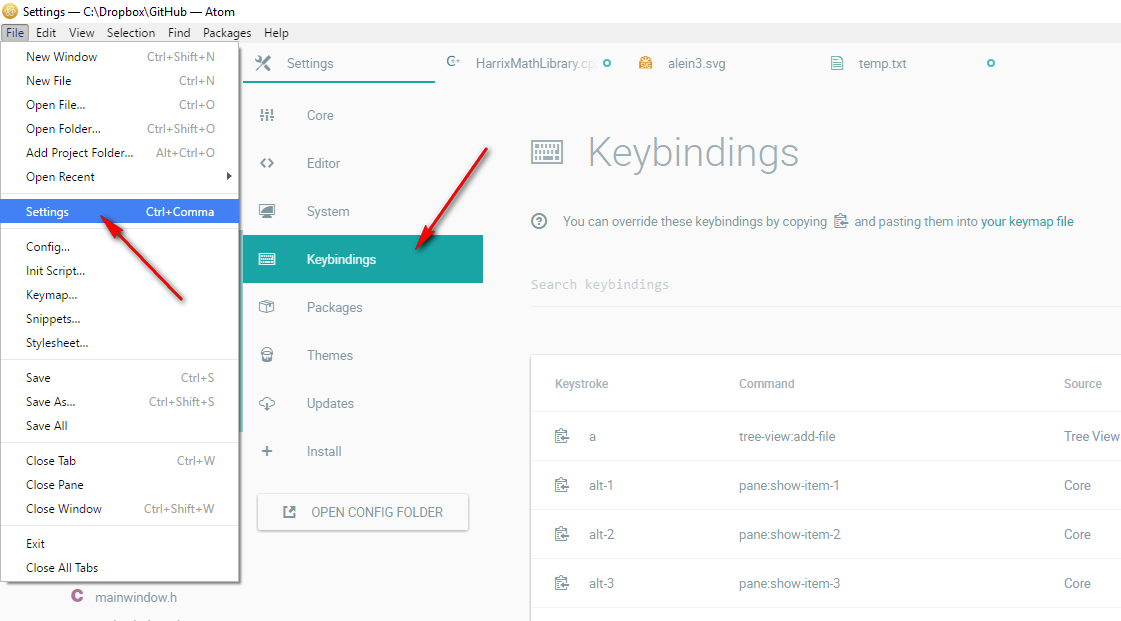 Settings — C:\Dropbox\GitHub — Atom
File Edit View Selection Find Packages Help
New Window Ctrl+Shift+N
New File Ctrl+N
Open File... Ctrl+O
Open Folder... Ctrl+Shift+O
Add Project Folder... Alt+Ctrl+O
Open Recent
Settings Ctrl+Comma
Config...
Init Script...
Keymap...
Snippets...
Stylesheet...
Save Ctrl+S
Save As... Ctrl+Shift+S
Save All
Close Tab Ctrl+W
Close Pane
Close Window Ctrl+Shift+W
Exit
Close All Tabs
mainwindow.h
Settings HarrixMathLibrary.cp alein3.svg temp.txt
Core
Editor
System
Keybindings
Packages
Themes
Updates
Install
OPEN CONFIG FOLDER
Keybindings
You can override these keybindings by copying and pasting them into your keymap file
Search keybindings
Keystroke Command Source
a tree-view:add-file Tree View
alt-1 pane:show-item-1 Core
alt-2 pane:show-item-2 Core
alt-3 pane:show-item-3 Core